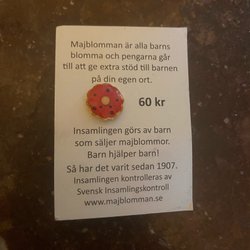 Majblomman är alla barns
blomma och pengarna går
till att ge extra stöd till barnen
på din egen ort.
60 kr
Insamlingen görs av barn
som säljer majblommor.
Barn hjälper barn!
Så har det varit sedan 1907.
Insamlingen kontrolleras av
Svensk Insamlingskontroll
www.majblomman.se